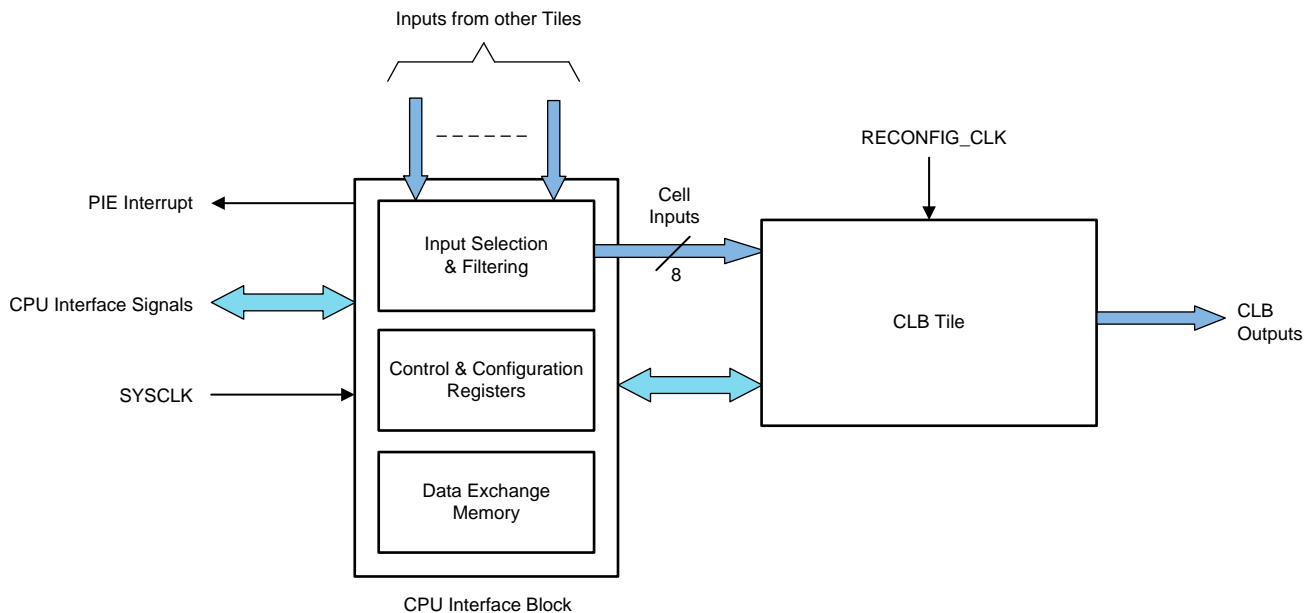 Inputs from other Tiles
RECONFIG_CLK
PIE Interrupt
Cell
Inputs
Input Selection
& Filtering
8
CPU Interface Signals
CLB Tile
CLB
Outputs
Control & Configuration
Registers
SYSCLK
Data Exchange
Memory
CPU Interface Block